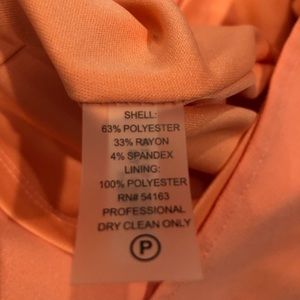 SHELL:
63% POLYESTER
33% RAYON
4% SPANDEX
LINING:
100% POLYESTER
RN# 54163
PROFESSIONAL
DRY CLEAN ONLY
P